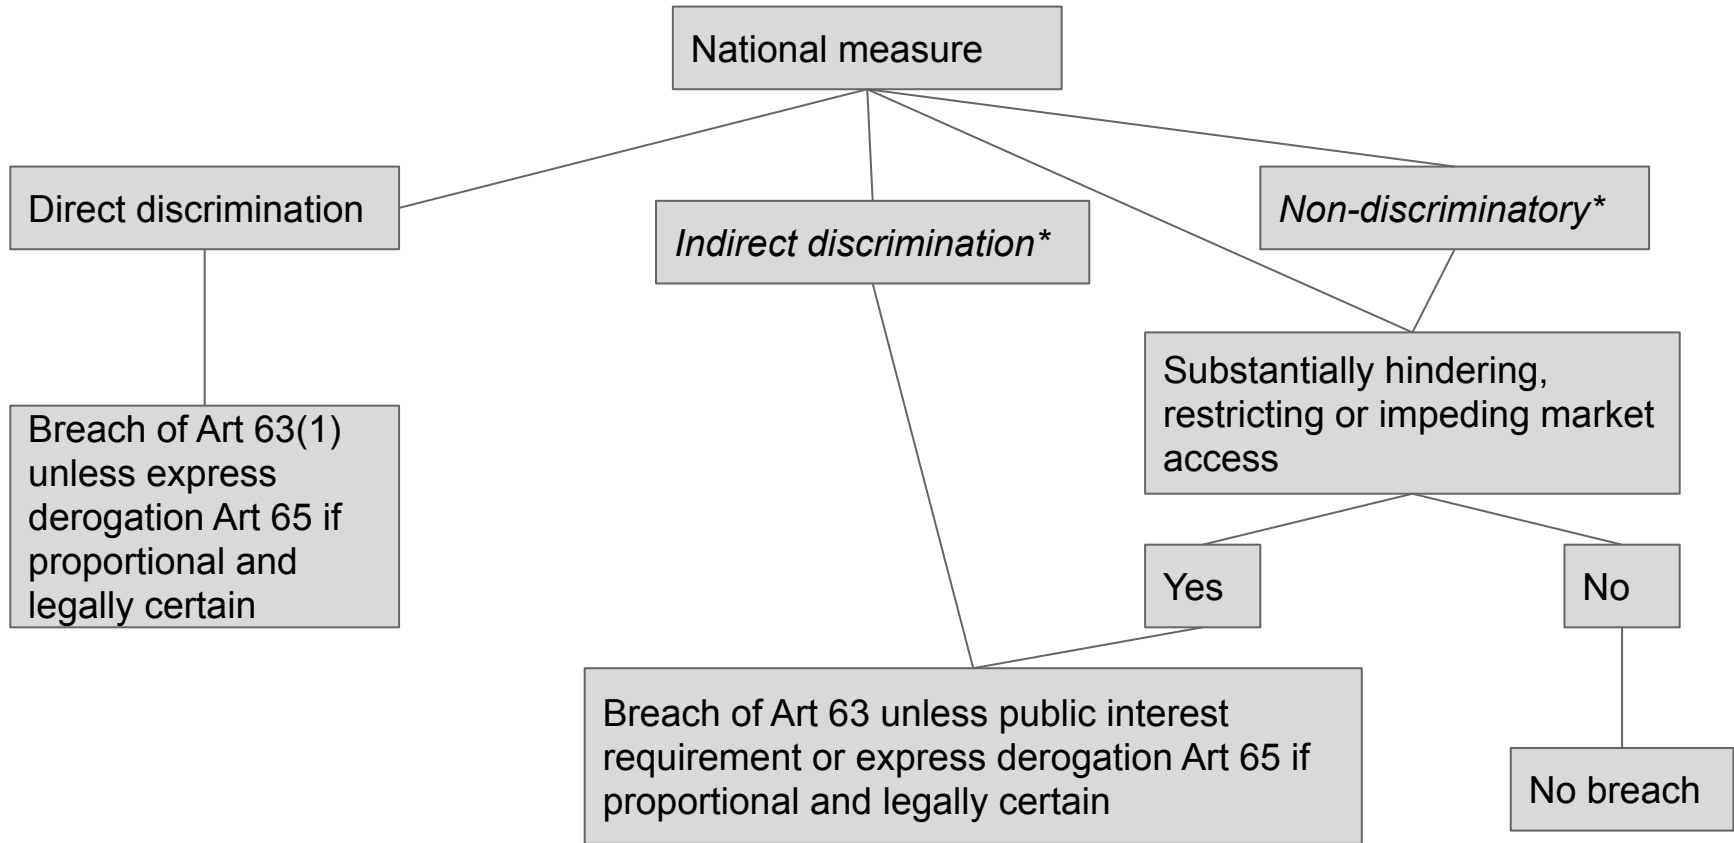 National measure
Direct discrimination
Indirect discrimination*
Non-discriminatory*
Substantially hindering,
restricting or impeding market
access
Breach of Art 63(1)
unless express
derogation Art 65 if
proportional and
legally certain
Yes
No
Breach of Art 63 unless public interest
requirement or express derogation Art 65 if
proportional and legally certain
No breach